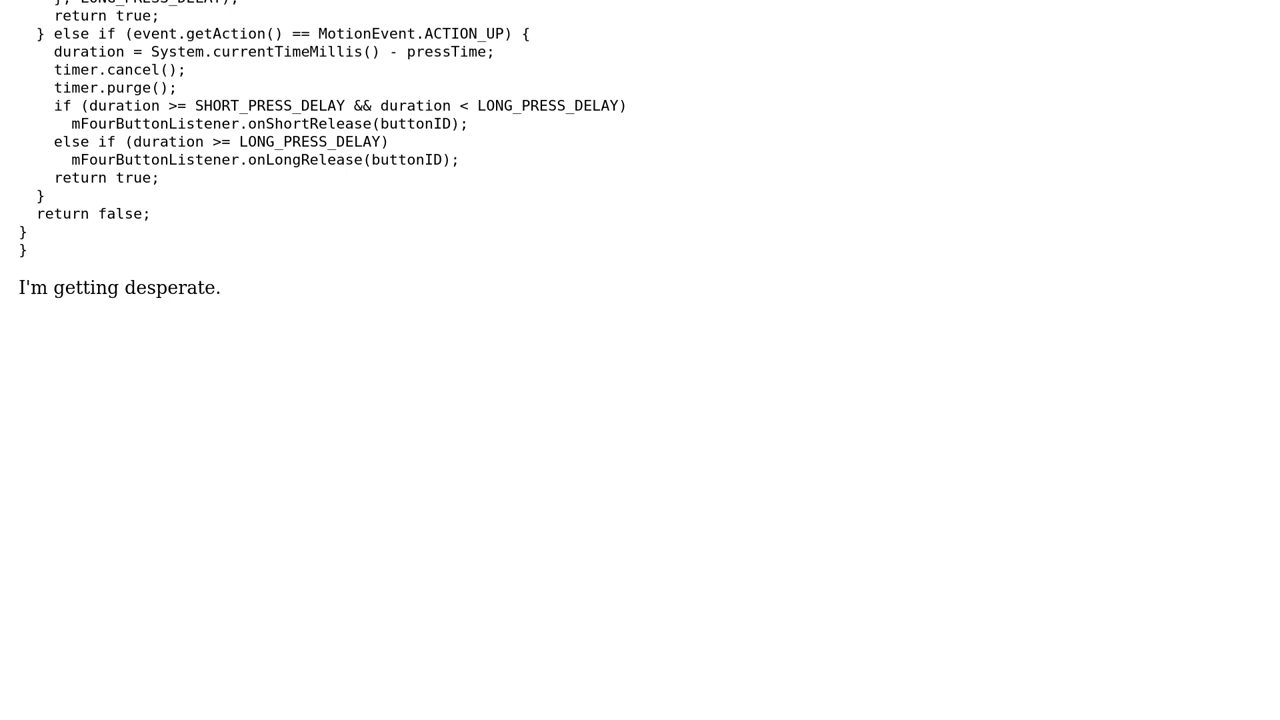 }, LONG_PRESS_DELAY);
return true;
} else if (event.getAction() == MotionEvent.ACTION_UP) {
duration = System.currentTimeMillis() - pressTime;
timer.cancel();
timer.purge();
if (duration >= SHORT_PRESS_DELAY && duration < LONG_PRESS_DELAY)
mFourButtonListener.onShortRelease(buttonID);
else if (duration >= LONG_PRESS_DELAY)
mFourButtonListener.onLongRelease(buttonID);
return true;
}
return false;
}
}
I'm getting desperate.